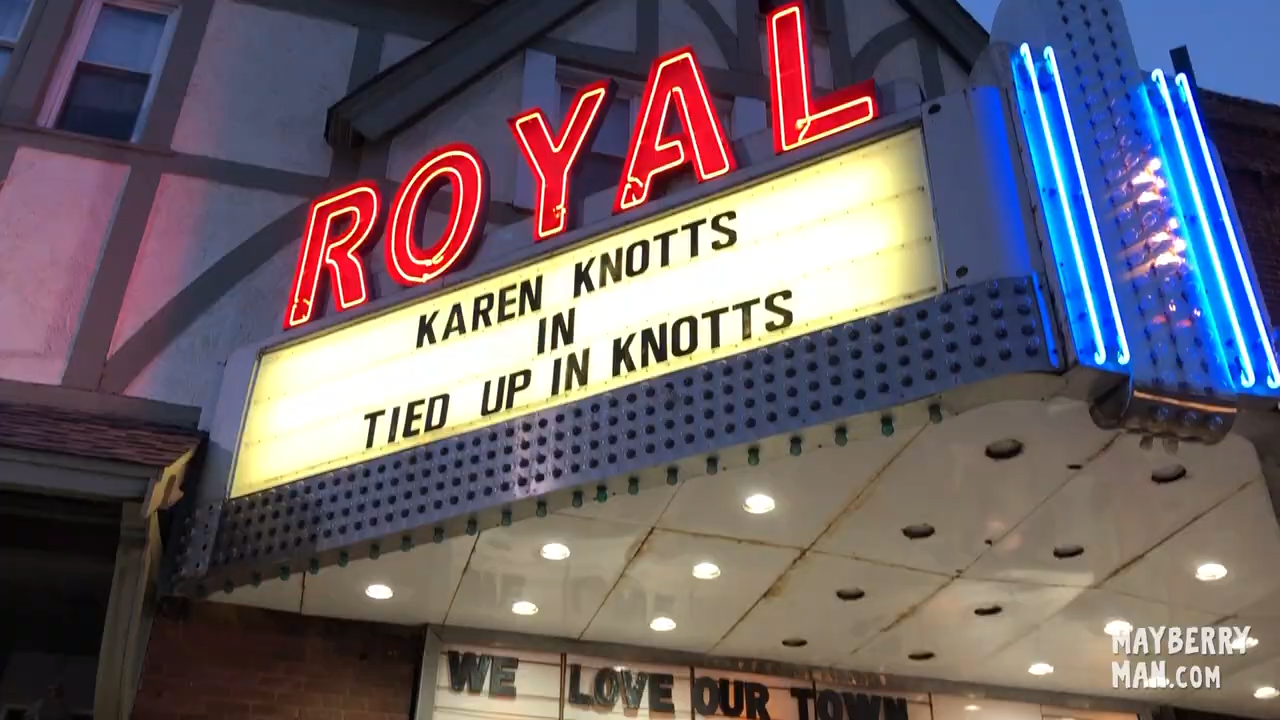 ROYAL
KAREN KNOTTS
IN
TIED UP IN KNOTTS
WE LOVE OUR TOWN
MAYBERRY
MAN.COM